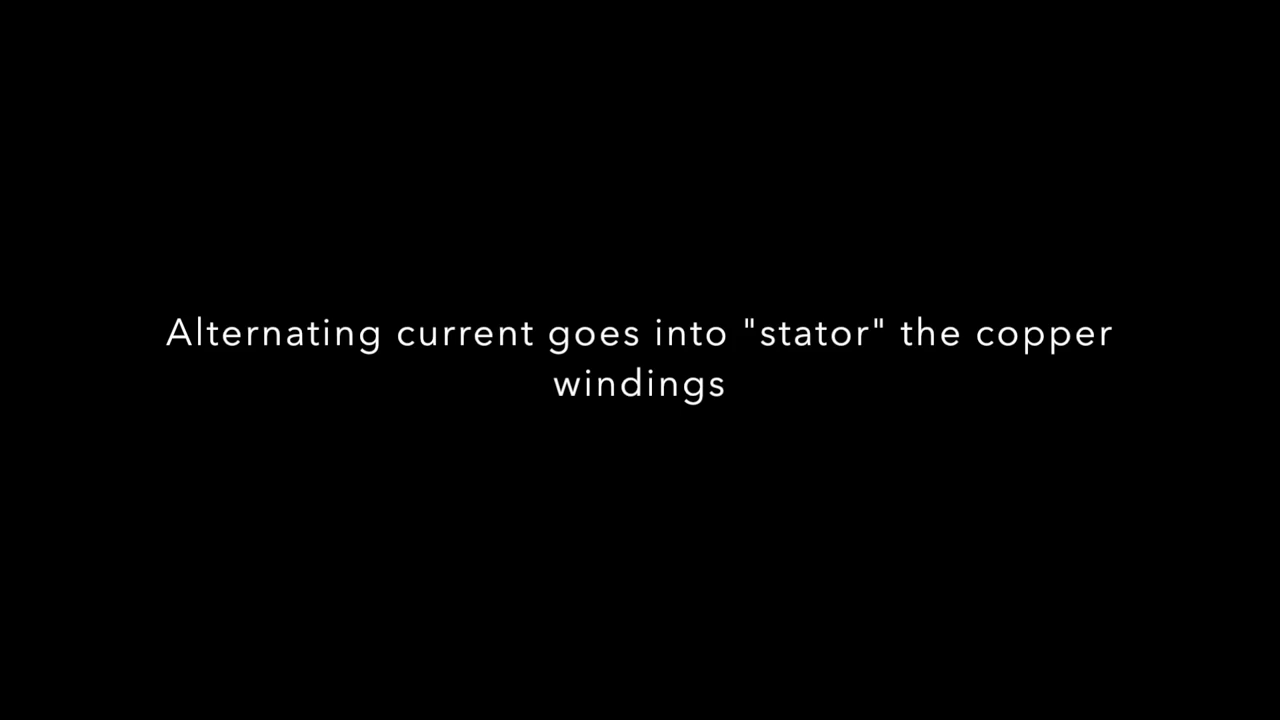 Alternating current goes into "stator" the copper
windings